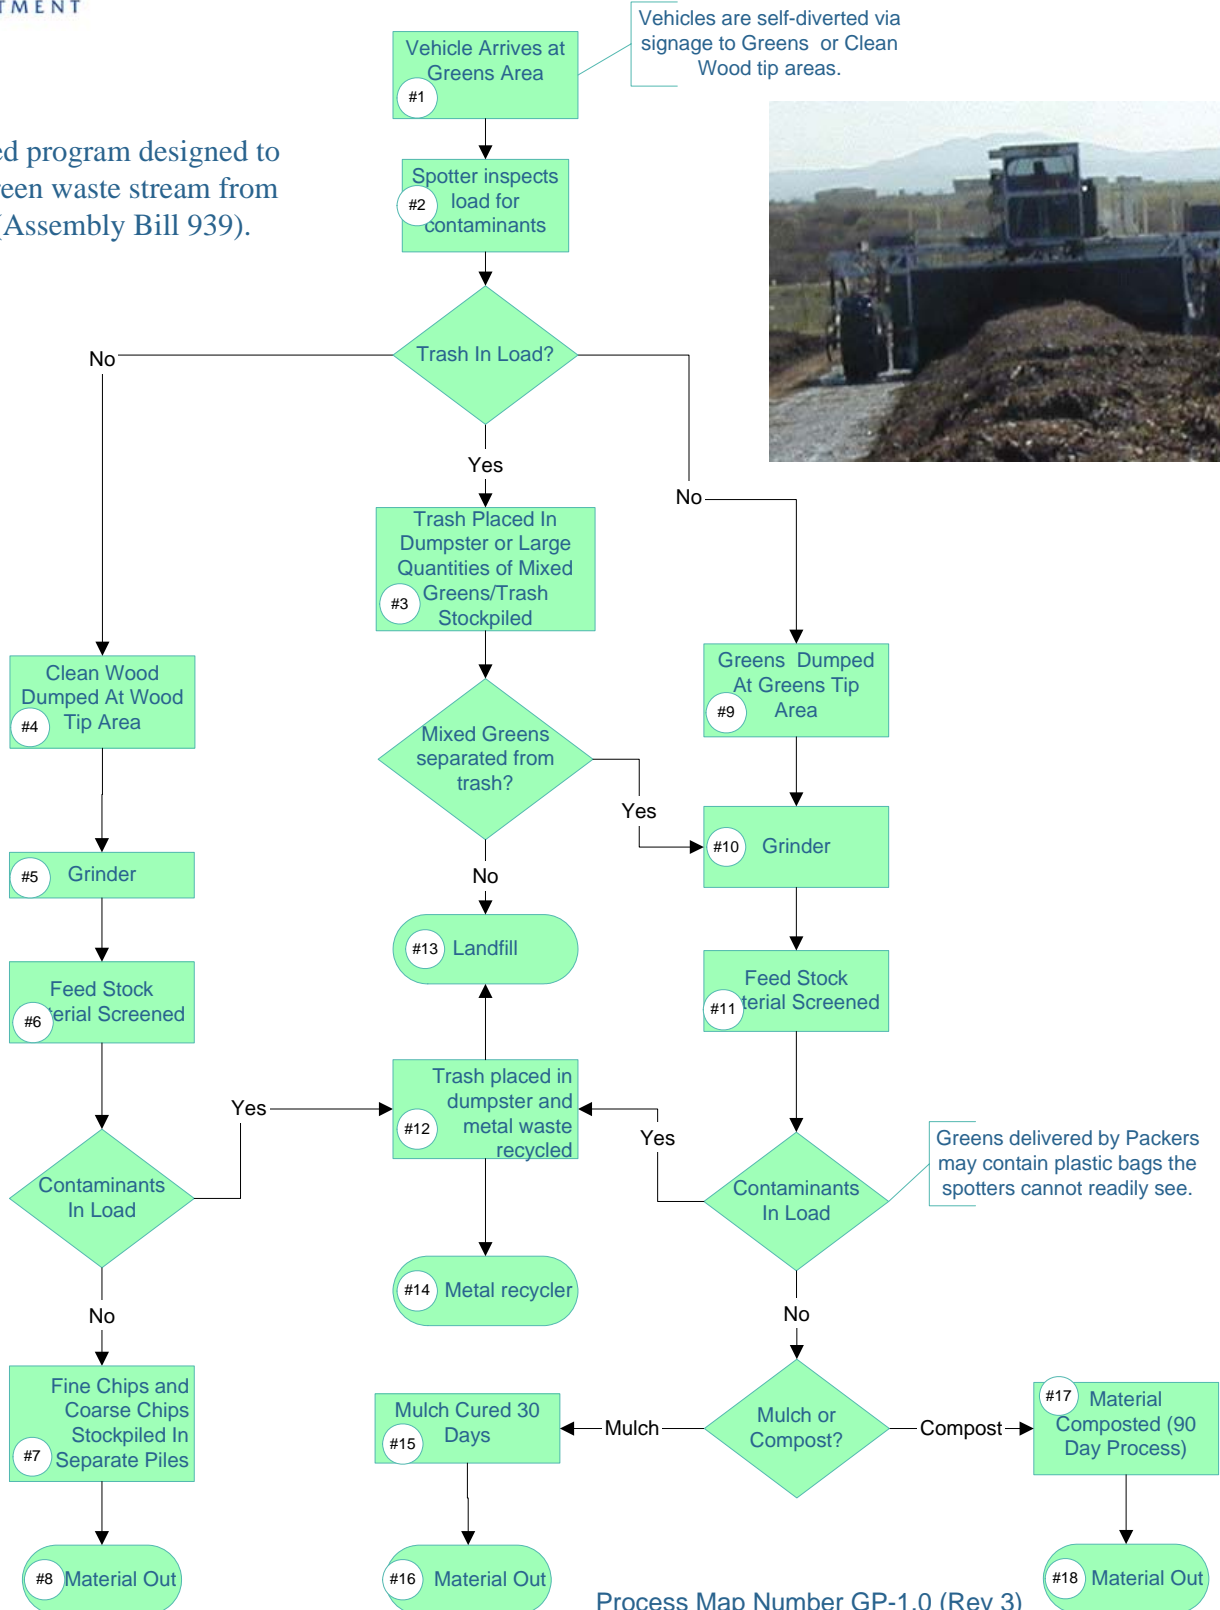 Vehicles are self-diverted via
signage to Greens or Clean
Wood tip areas.
Vehicle Arrives at
Greens Area
#1
program designed to
waste stream from
(Assembly Bill 939).
Spotter inspects
load for
contaminants
#2
Trash In Load?
No
Yes
No
Trash Placed In
Dumpster or Large
Quantities of Mixed
Greens/Trash
Stockpiled
#3
Clean Wood
Dumped At Wood
Tip Area
#4
Greens Dumped
At Greens Tip
Area
#9
Mixed Greens
separated from
trash?
Yes
No
#5 Grinder
#10 Grinder
#13 Landfill
Feed Stock
Screened
#6
Feed Stock
Screened
#11
Trash placed in
dumpster and
metal waste
recycled
#12
Yes
Yes
Contaminants
In Load
Contaminants
In Load
Greens delivered by Packers
may contain plastic bags the
spotters cannot readily see.
#14 Metal recycler
No
No
Fine Chips and
Coarse Chips
Stockpiled In
Separate Piles
#7
Mulch Cured 30
Days
#15
Mulch
Mulch or
Compost?
Compost
#17 Material
Composted (90
Day Process)
#8 Material Out
#16 Material Out
#18 Material Out
Process Map Number GP-1.0 (Rev 3)